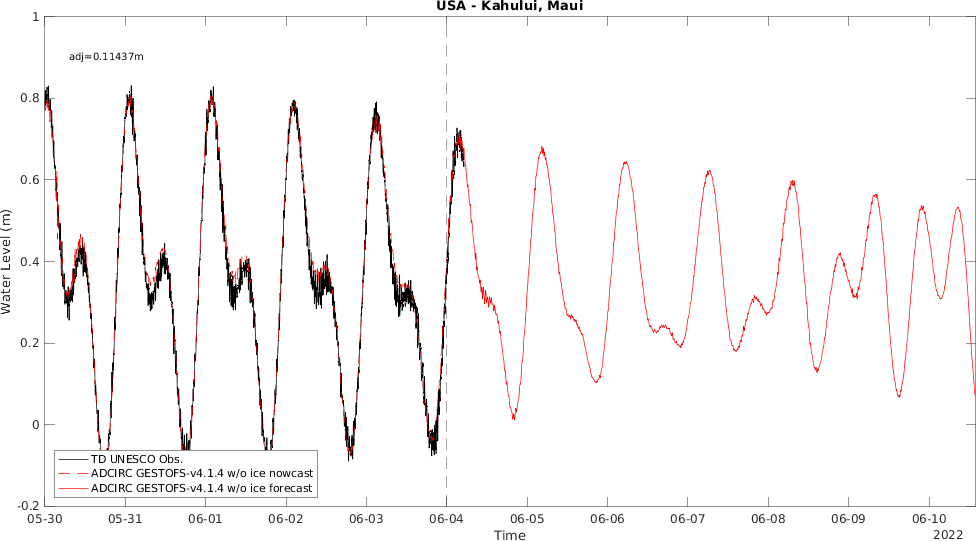 USA - Kahului, Maui
adj=0.11437m
1
0.8
0.6
0.4
0.2
0
-0.2
Water Level (m)
TD UNESCO Obs.
ADCIRC GESTOFS-v4.1.4 w/o ice nowcast
ADCIRC GESTOFS-v4.1.4 w/o ice forecast
05-30 05-31 06-01 06-02 06-03 06-04 06-05 06-06 06-07 06-08 06-09 06-10
Time
2022